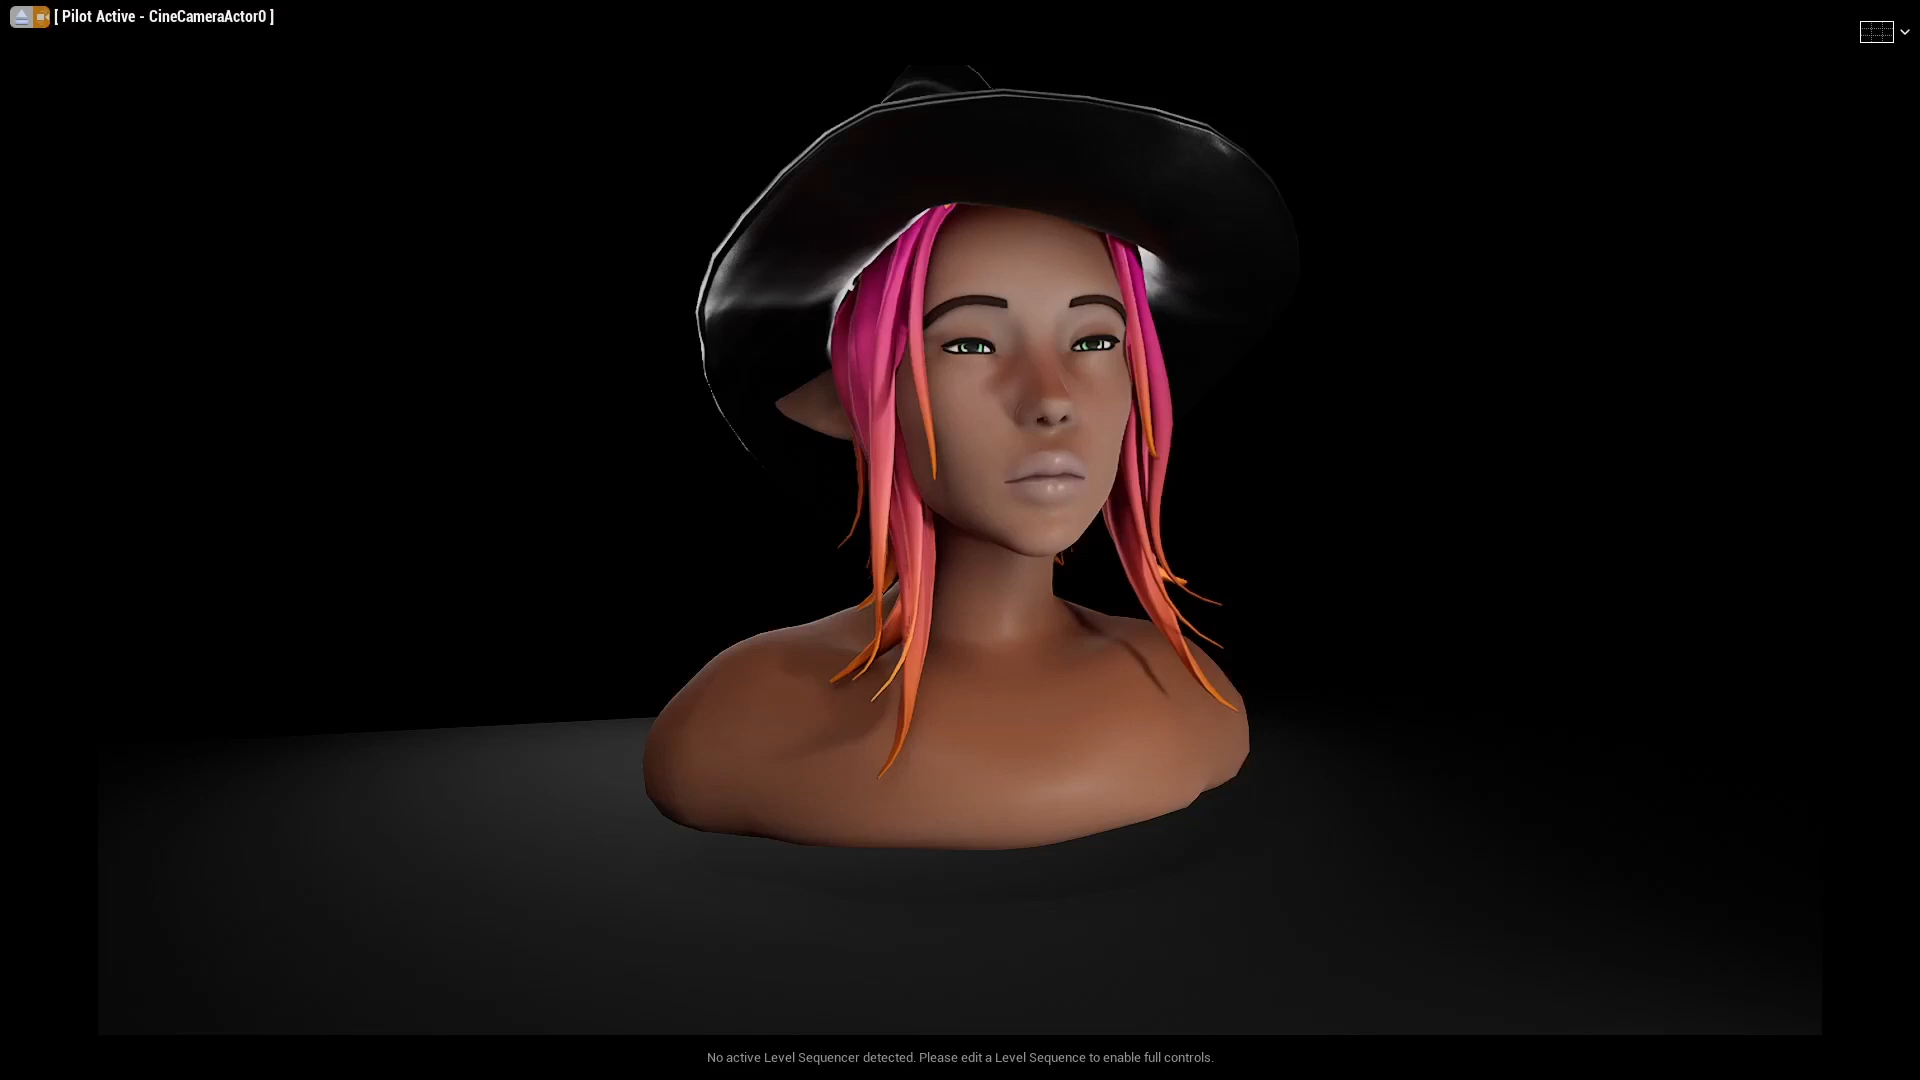 [ Pilot Active - CineCameraActor0 ]
No active Level Sequencer detected. Please edit a Level Sequence to enable full controls.